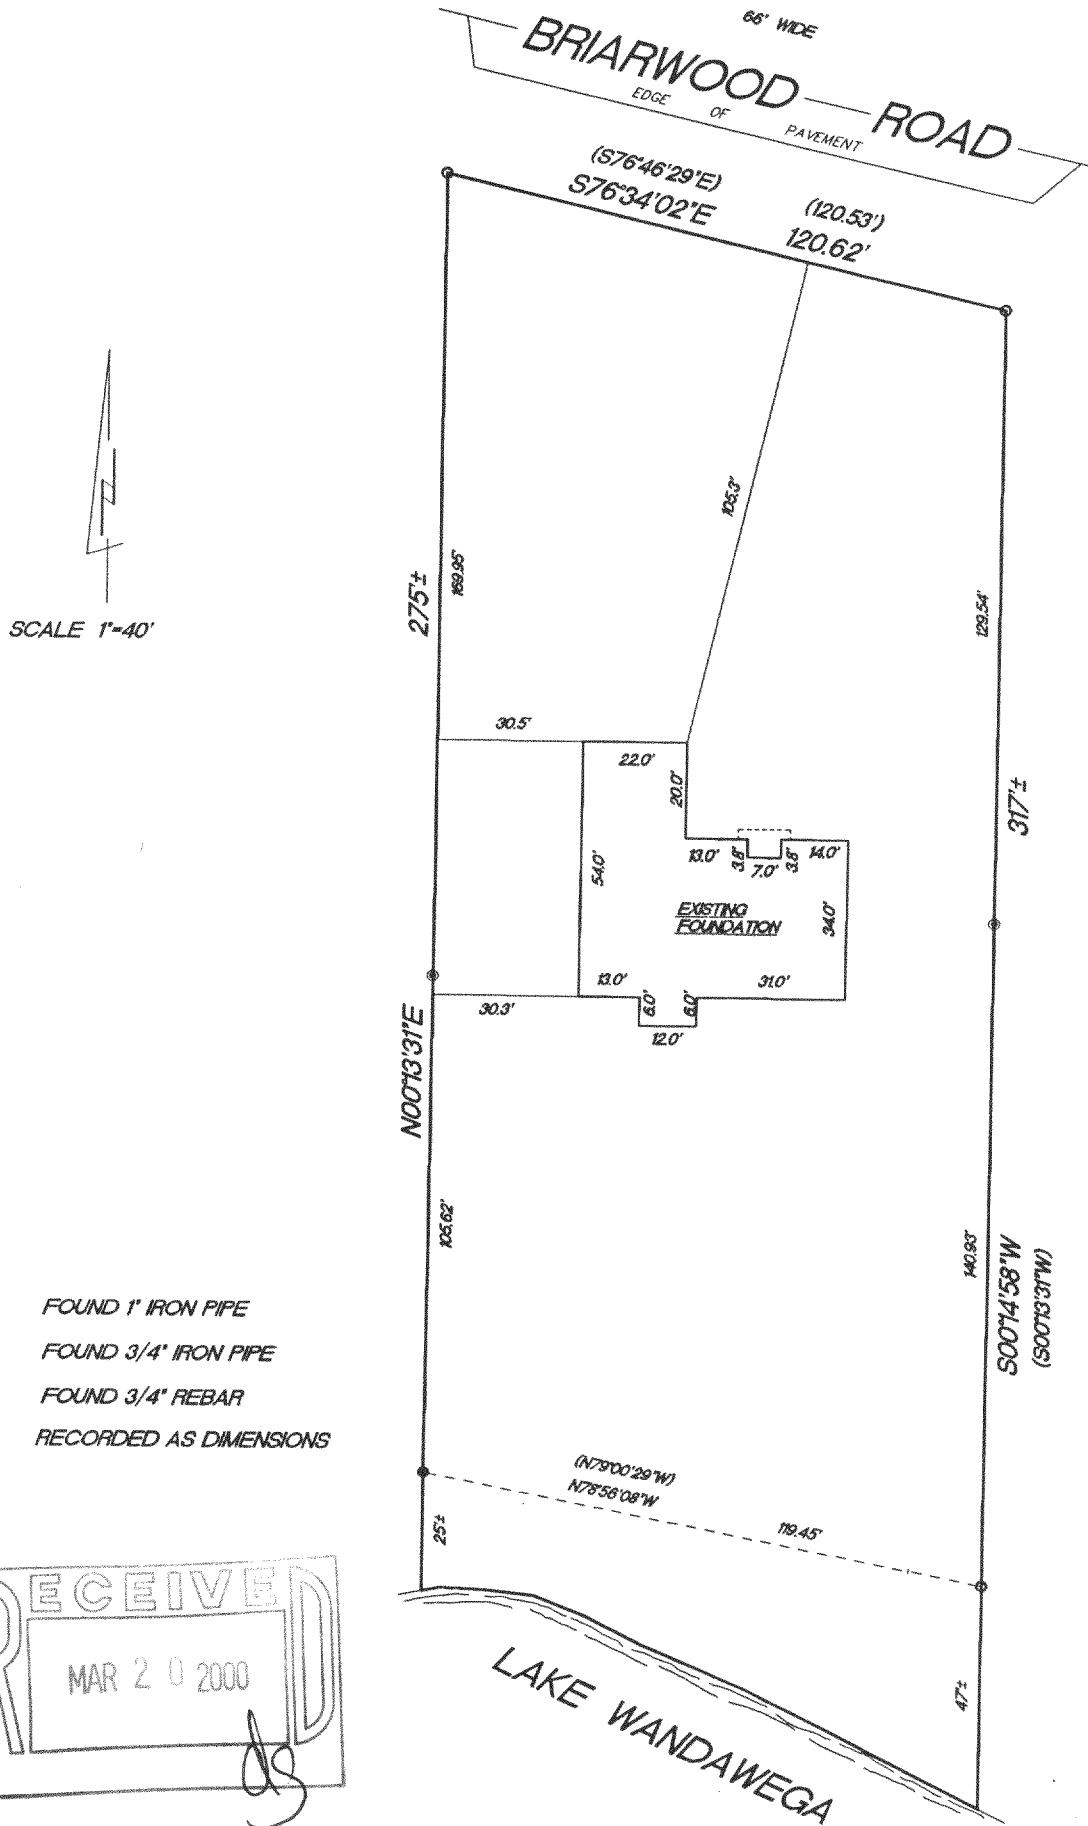 66' WIDE
BRIARWOOD ROAD
EDGE OF PAVEMENT
(S76°46'29"E)
S76°34'02"E
(120.53')
120.62'
105.3'
275'±
169.95'
129.54'
SCALE 1"=40'
30.5'
22.0'
20.0'
317'±
13.0'
3.8'
7.0'
3.8'
14.0'
54.0'
EXISTING
FOUNDATION
34.0'
13.0'
31.0'
30.3'
6.0'
6.0'
12.0'
N00°13'31"E
105.62'
140.93'
S00°14'58"W
(S00°13'31"W)
FOUND 1" IRON PIPE
FOUND 3/4" IRON PIPE
FOUND 3/4" REBAR
RECORDED AS DIMENSIONS
(N79°00'29"W)
N78°56'08"W
119.45'
25'±
RECEIVED
MAR 20 2000
ds
47'±
LAKE WANDAWEGA